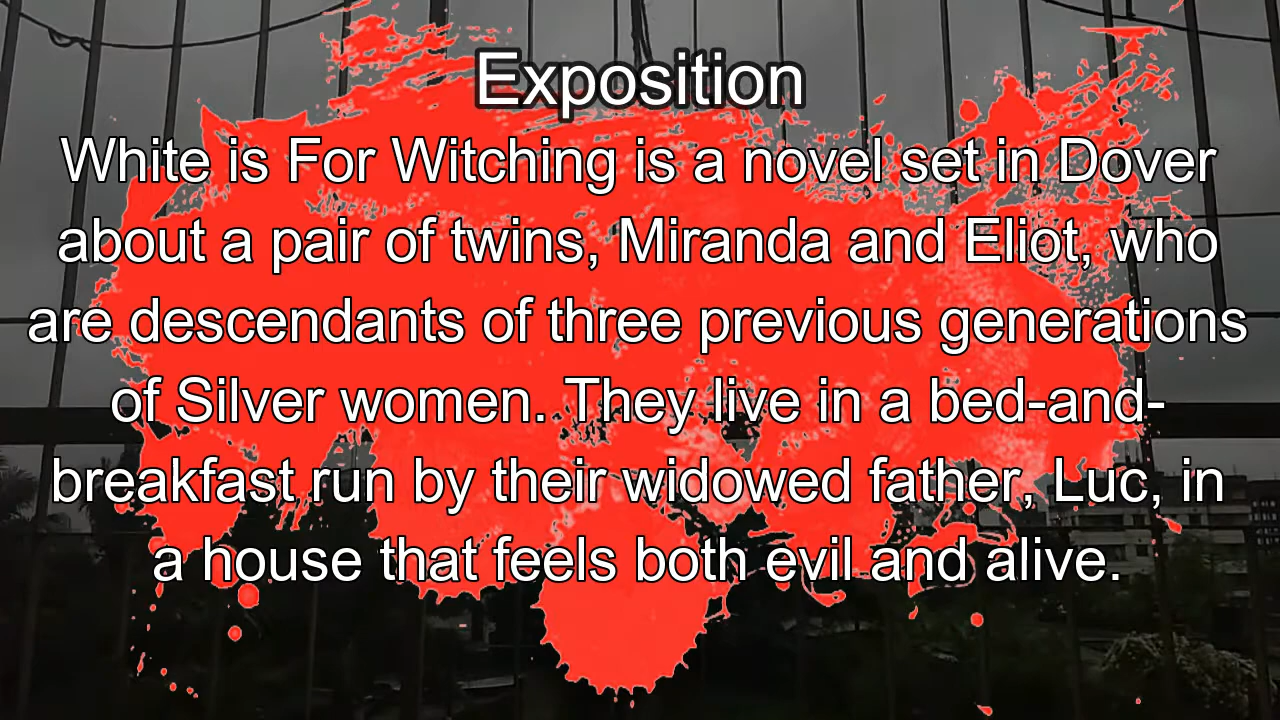 Exposition
White is For Witching is a novel set in Dover
about a pair of twins, Miranda and Eliot, who
are descendants of three previous generations
of Silver women. They live in a bed-and-
breakfast run by their widowed father, Luc, in
a house that feels both evil and alive.